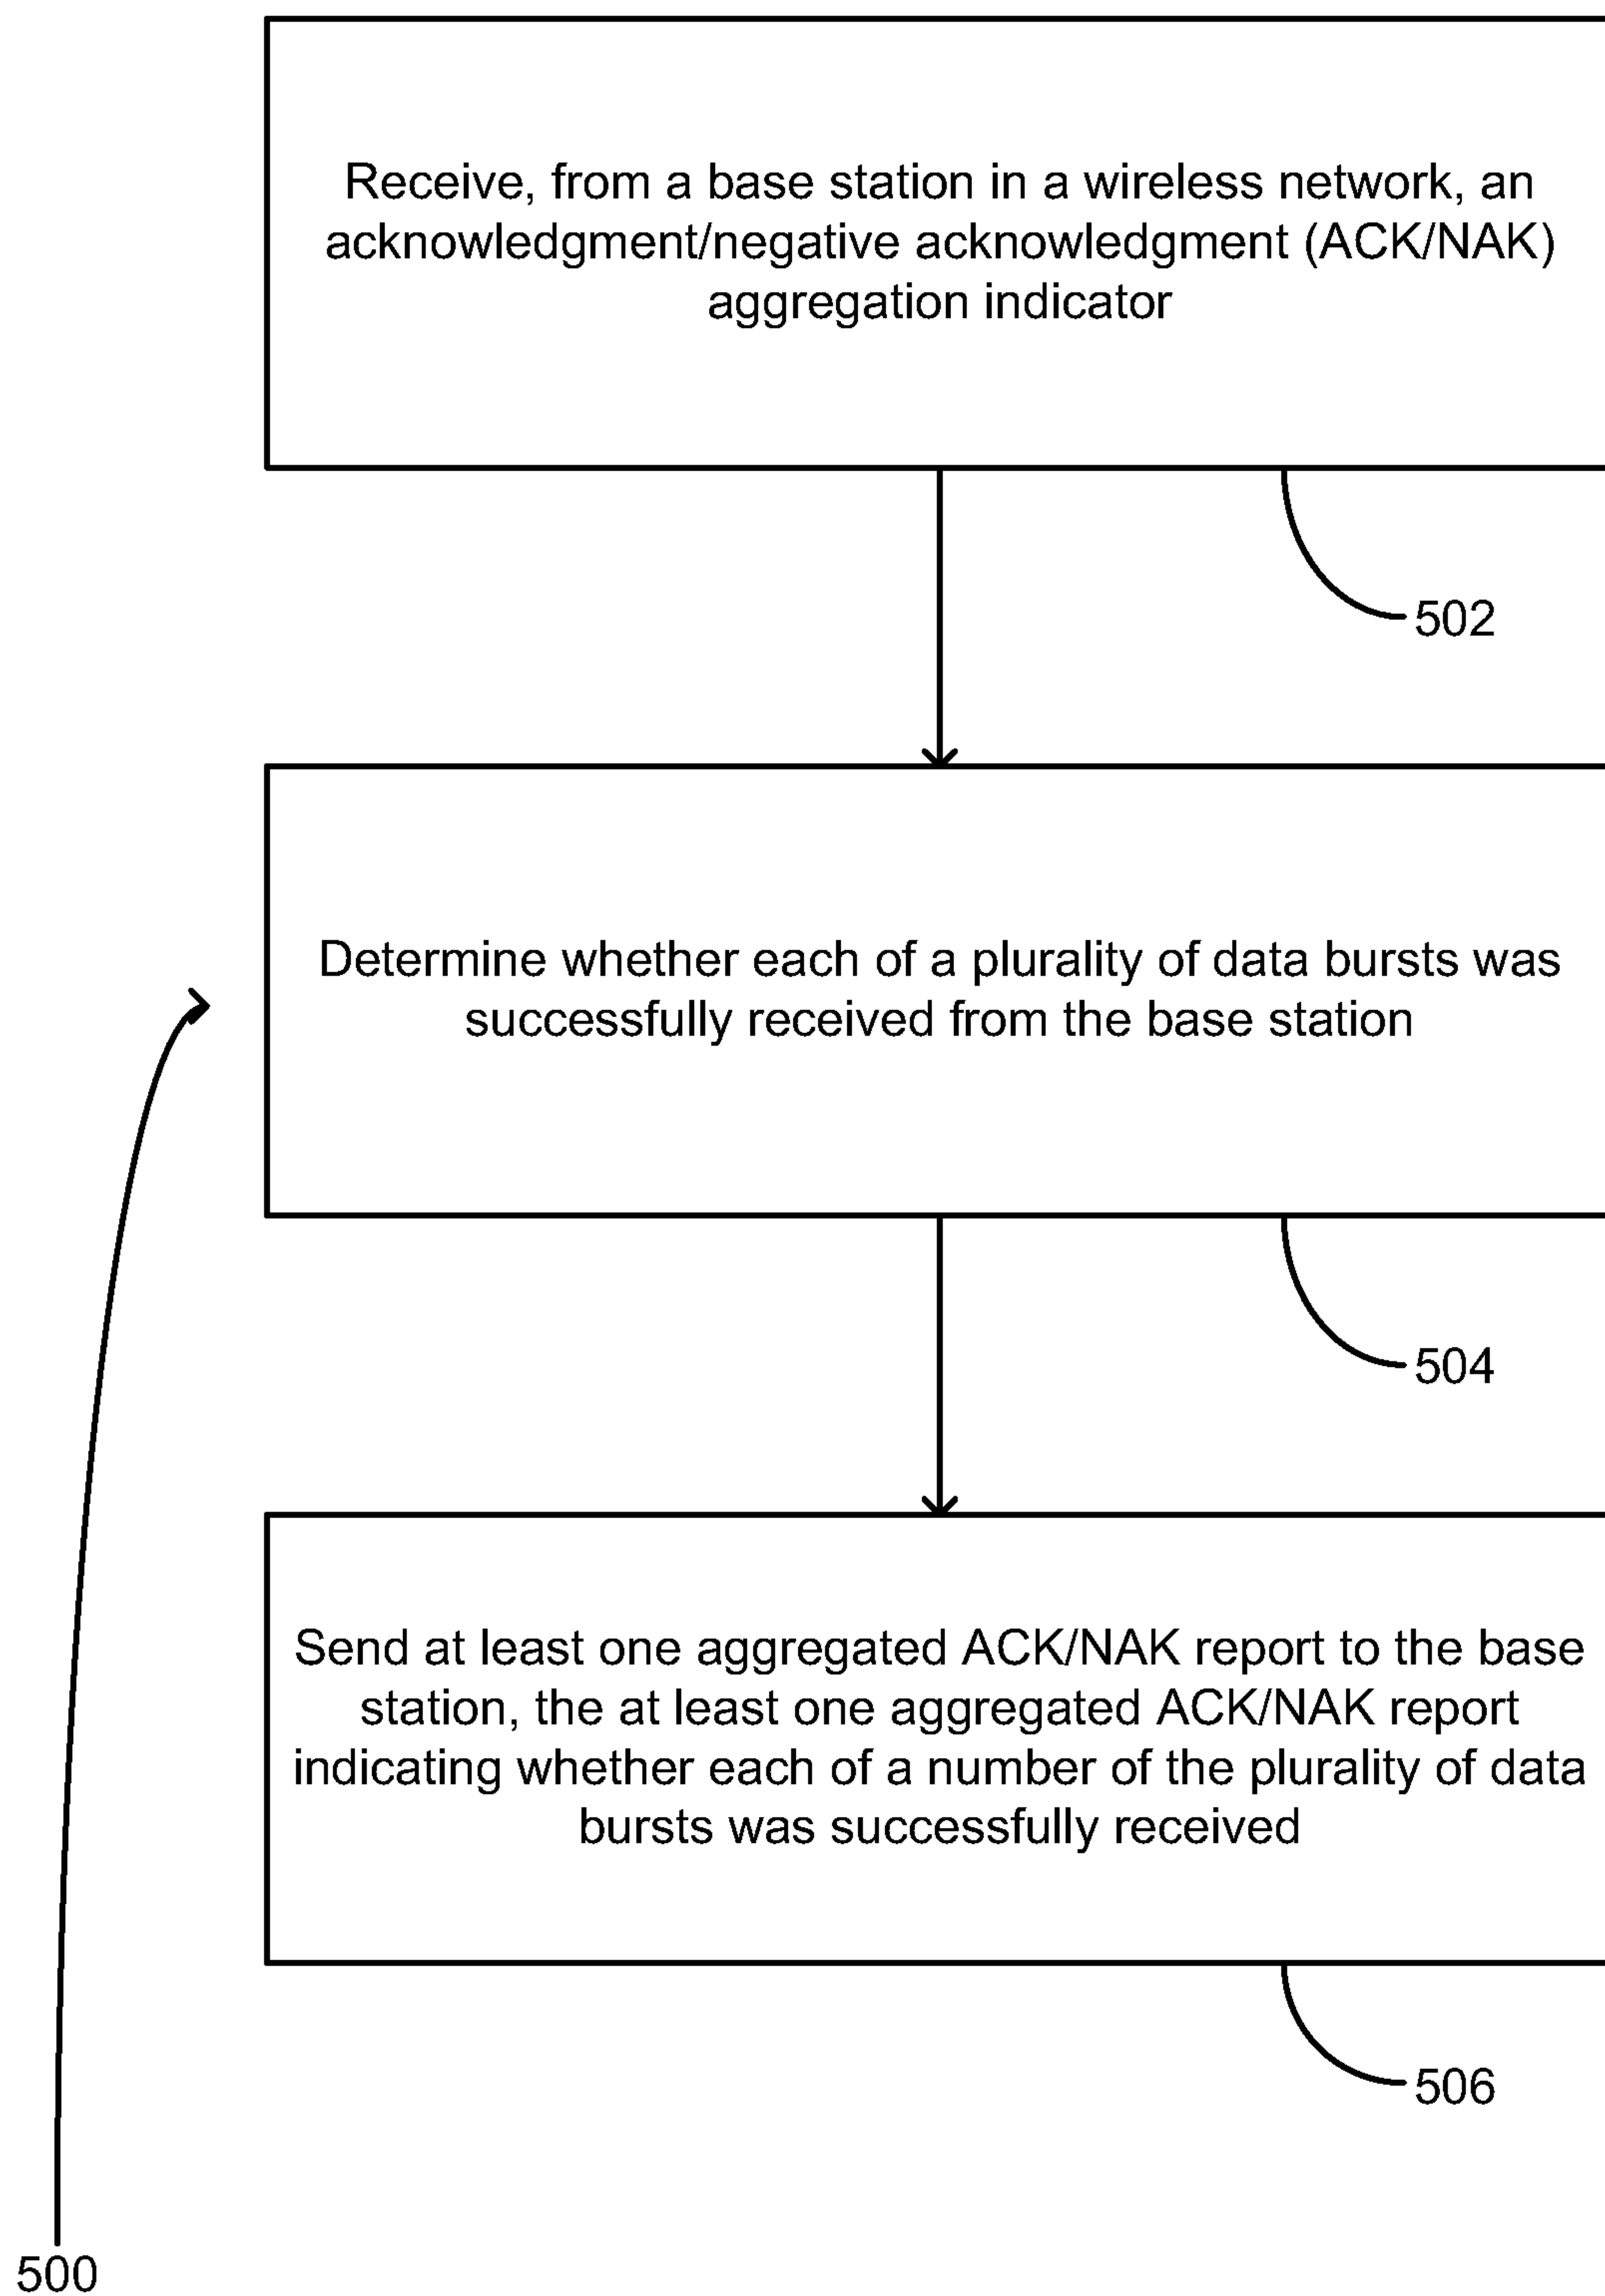 Receive, from a base station in a wireless network, an
acknowledgment/negative acknowledgment (ACK/NAK)
aggregation indicator
502
Determine whether each of a plurality of data bursts was
successfully received from the base station
504
Send at least one aggregated ACK/NAK report to the base
station, the at least one aggregated ACK/NAK report
indicating whether each of a number of the plurality of data
bursts was successfully received
506
500